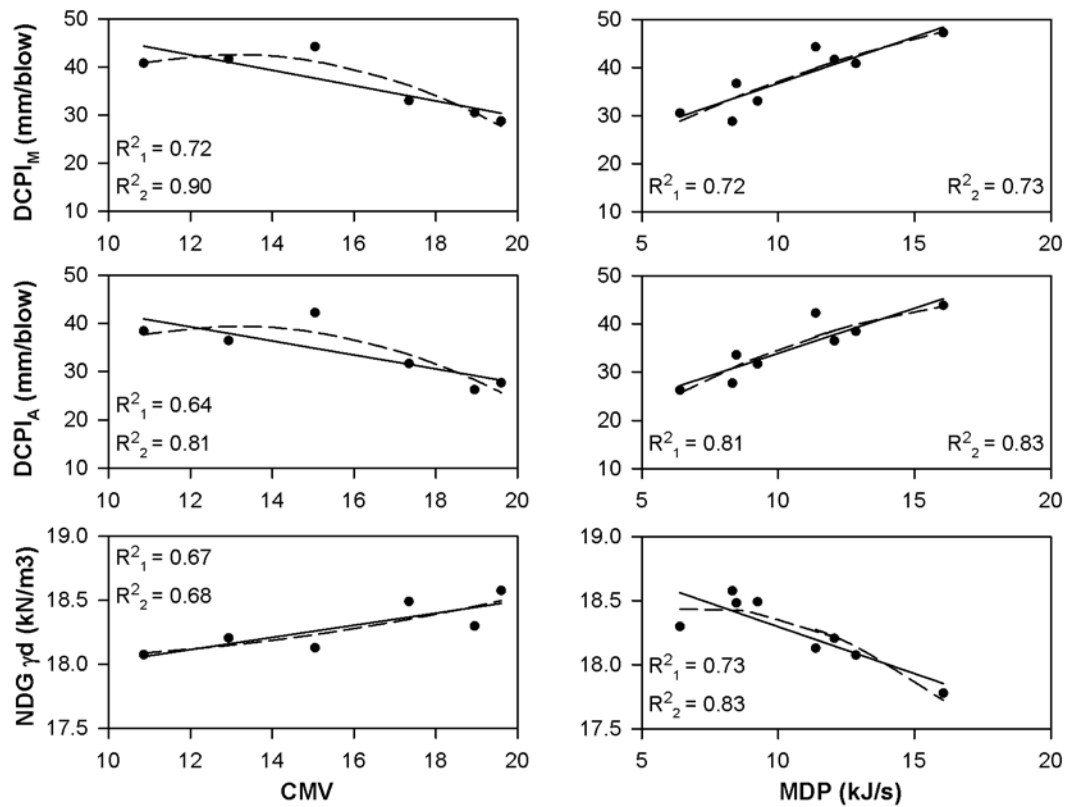 DCPI_M (mm/blow)
50
40
30
20
10
R²₁ = 0.72
R²₂ = 0.90
10 12 14 16 18 20
50
40
30
20
10
R²₁ = 0.72 R²₂ = 0.73
5 10 15 20
DCPI_A (mm/blow)
50
40
30
20
10
R²₁ = 0.64
R²₂ = 0.81
10 12 14 16 18 20
50
40
30
20
10
R²₁ = 0.81 R²₂ = 0.83
5 10 15 20
NDG γd (kN/m3)
19.0
18.5
18.0
17.5
R²₁ = 0.67
R²₂ = 0.68
10 12 14 16 18 20
CMV
19.0
18.5
18.0
17.5
R²₁ = 0.73
R²₂ = 0.83
5 10 15 20
MDP (kJ/s)